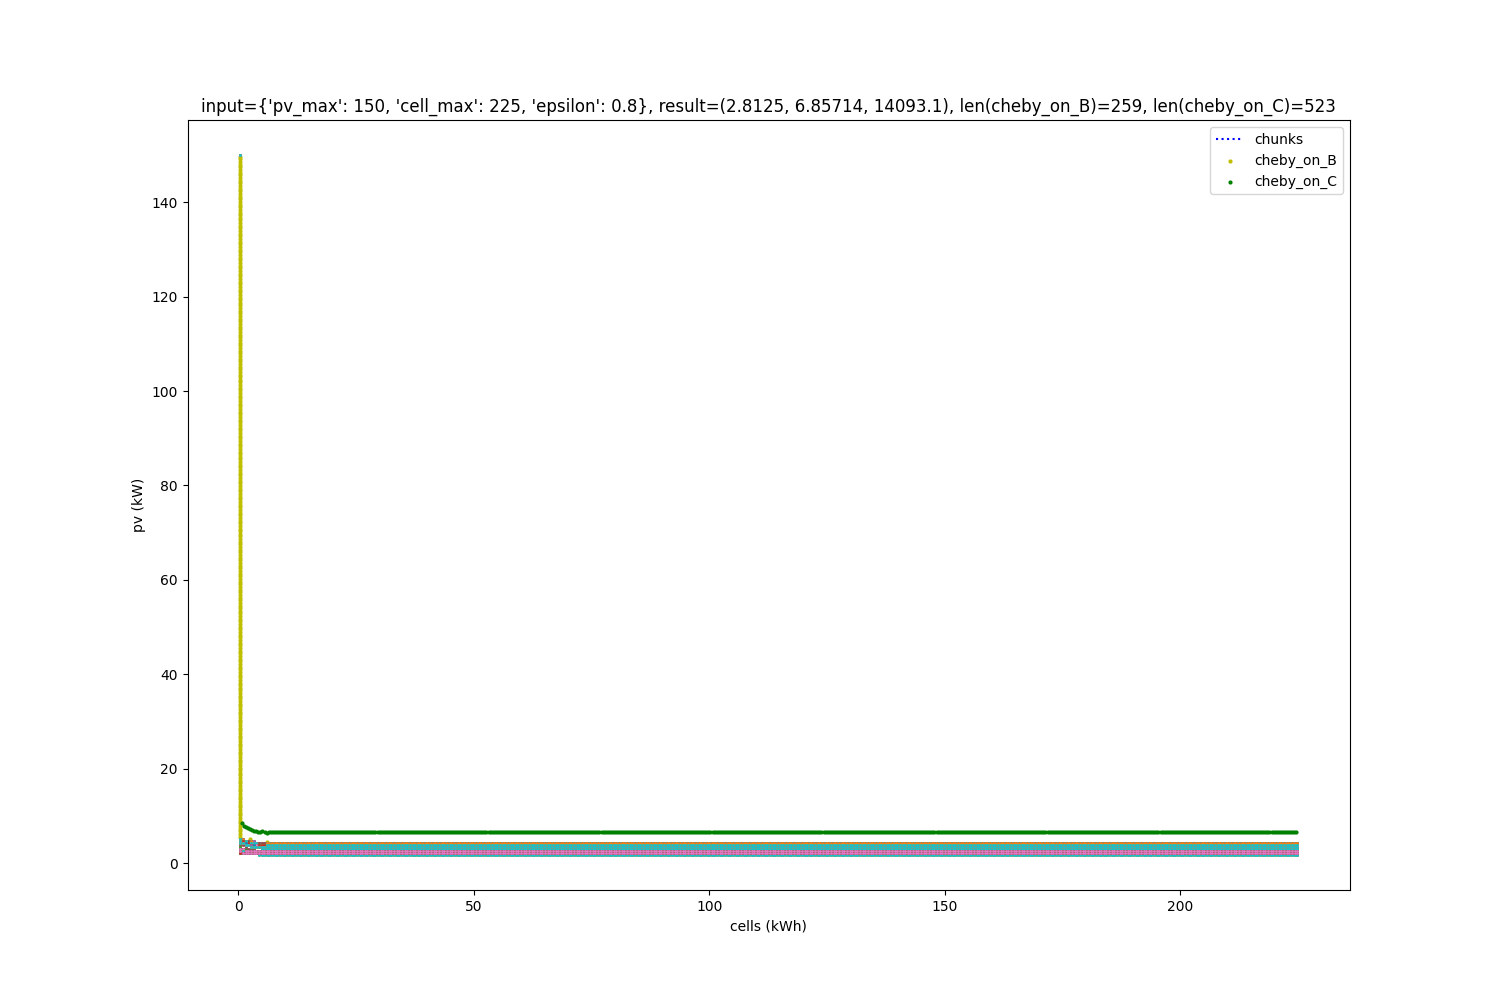 input={'pv_max': 150, 'cell_max': 225, 'epsilon': 0.8}, result=(2.8125, 6.85714, 14093.1), len(cheby_on_B)=259, len(cheby_on_C)=523
chunks
cheby_on_B
cheby_on_C
140
120
100
80
60
40
20
0
pv (kW)
0 50 100 150 200
cells (kWh)